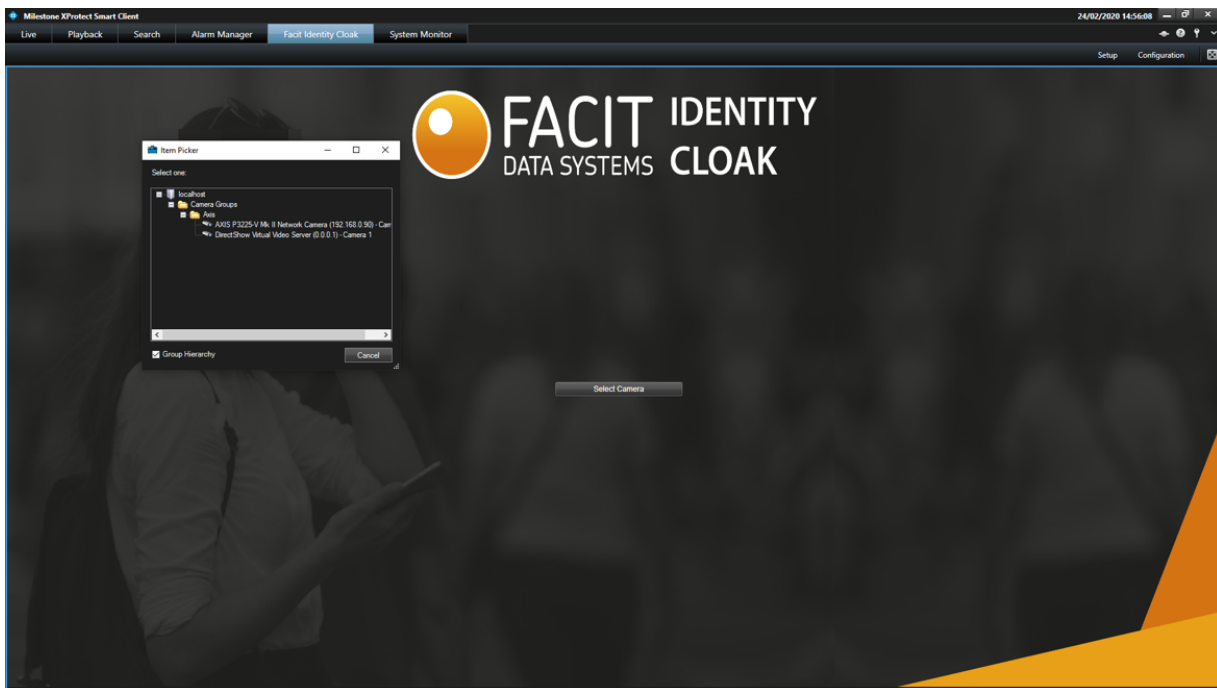 Milestone XProtect Smart Client
24/02/2020 14:56:08
Live Playback Search Alarm Manager Facit Identity Cloak System Monitor
Setup Configuration
FACIT IDENTITY
DATA SYSTEMS CLOAK
Item Picker
Select one:
localhost
Camera Groups
Axis
AXIS P3225-V Mk II Network Camera (192.168.0.90) - Cam
DirectShow Virtual Video Server (0.0.0.1) - Camera 1
Group Hierarchy Cancel
Select Camera